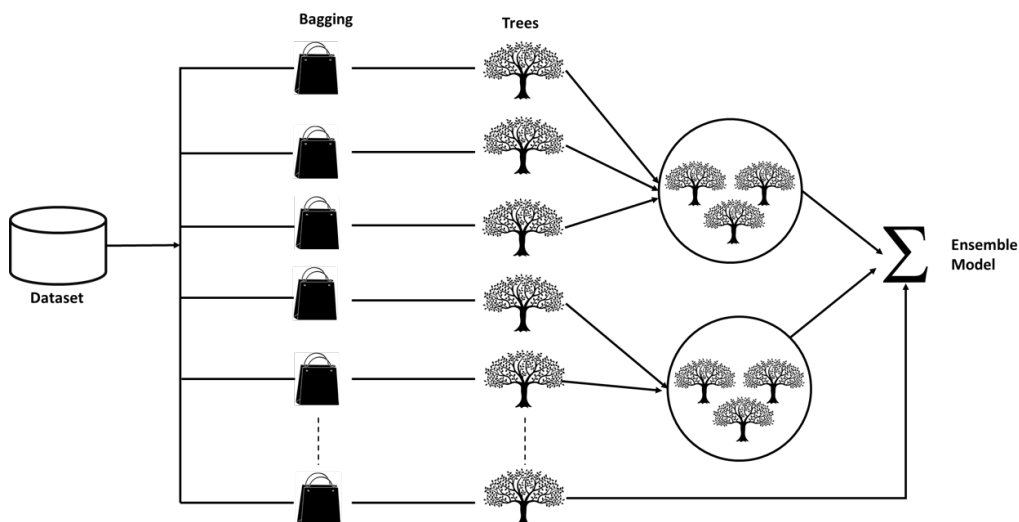 Bagging
Trees
Dataset
Σ
Ensemble
Model